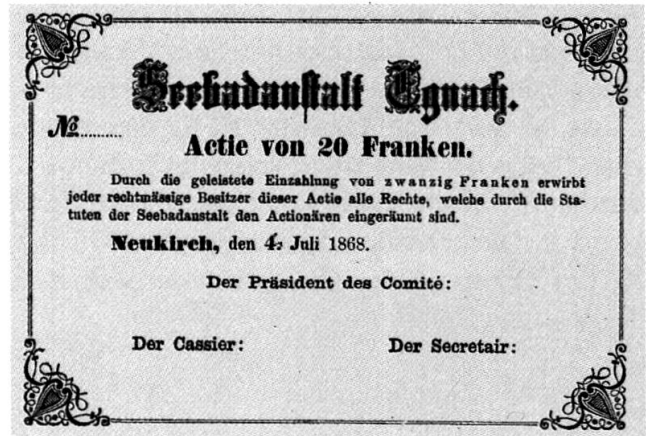 Seebadanstalt Egnach.
No
Actie von 20 Franken.
Durch die geleistete Einzahlung von zwanzig Franken erwirbt
jeder rechtmässige Besitzer dieser Actie alle Rechte, welche durch die Sta-
tuten der Seebadanstalt den Actionären eingeräumt sind.
Neukirch, den 4. Juli 1868.
Der Präsident des Comité:
Der Cassier: Der Secretair: